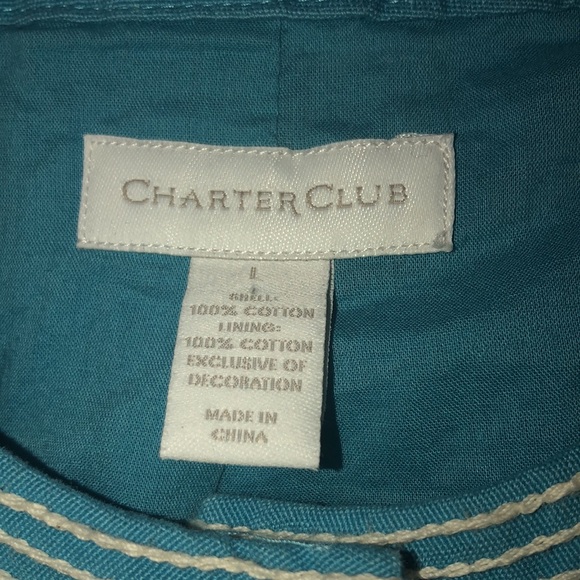 CHARTER CLUB
L
SHELL:
100% COTTON
LINING:
100% COTTON
EXCLUSIVE OF
DECORATION
MADE IN
CHINA